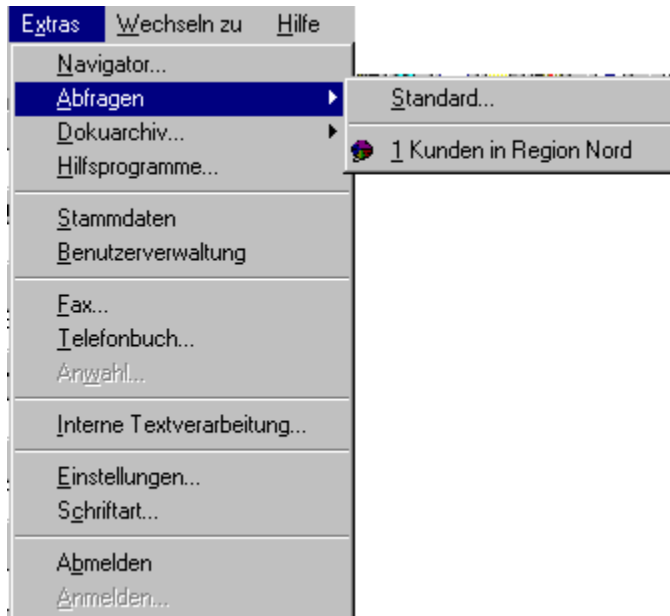 Extras Wechseln zu Hilfe
Navigator...
Abfragen
Standard...
Dokuarchiv...
1 Kunden in Region Nord
Hilfsprogramme...
Stammdaten
Benutzerverwaltung
Fax...
Telefonbuch...
Anwahl...
Interne Textverarbeitung...
Einstellungen...
Schriftart...
Abmelden
Anmelden...